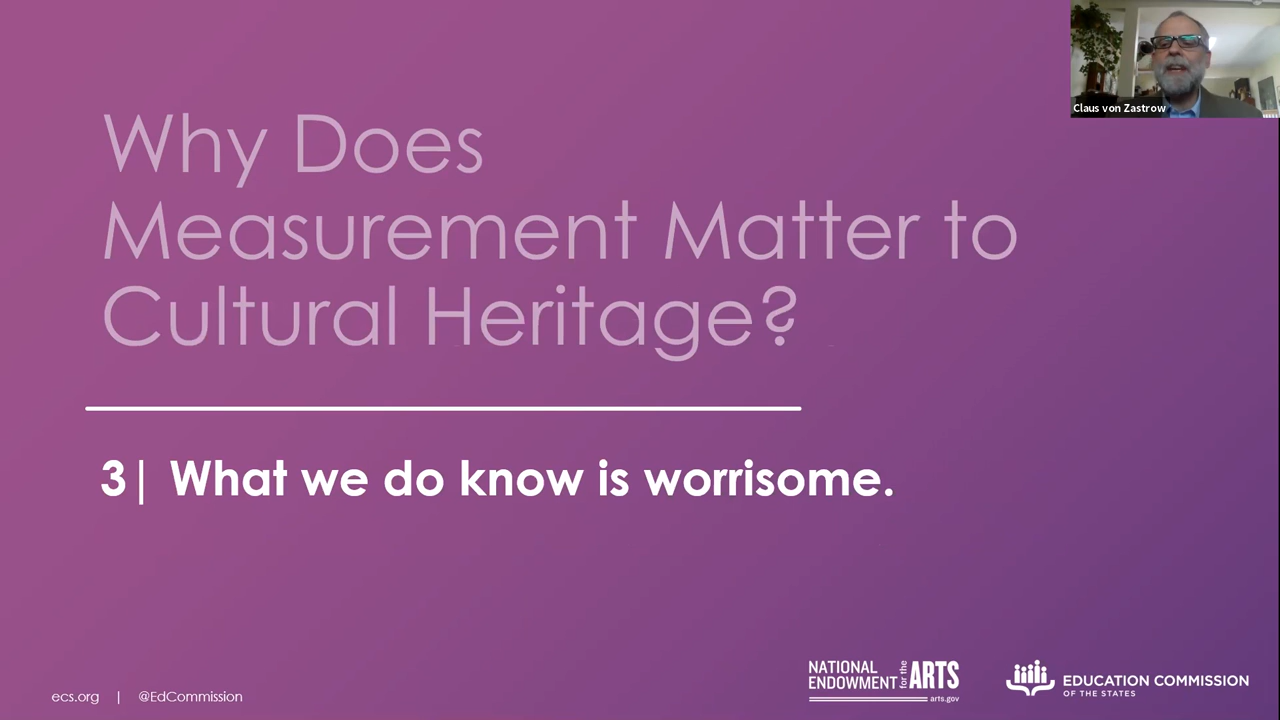 Claus von Zastrow
Why Does
Measurement Matter to
Cultural Heritage?
3| What we do know is worrisome.
ecs.org | @EdCommission
NATIONAL
ENDOWMENT for the ARTS
arts.gov
EDUCATION COMMISSION
OF THE STATES